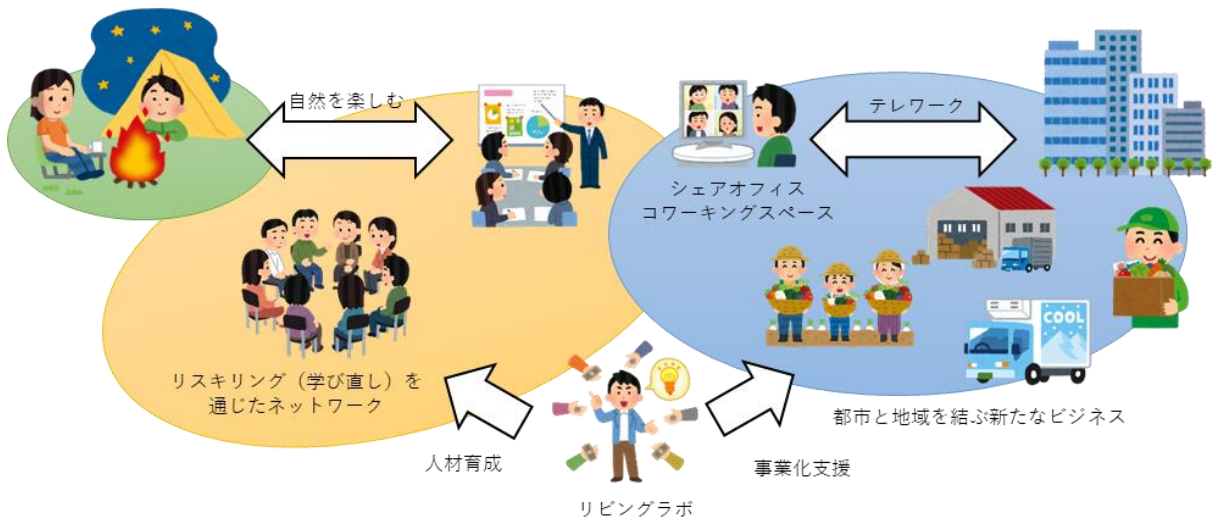 自然を楽しむ
テレワーク
シェアオフィス
コワーキングスペース
COOL
リスキリング（学び直し）を
通じたネットワーク
都市と地域を結ぶ新たなビジネス
人材育成
事業化支援
リビングラボ